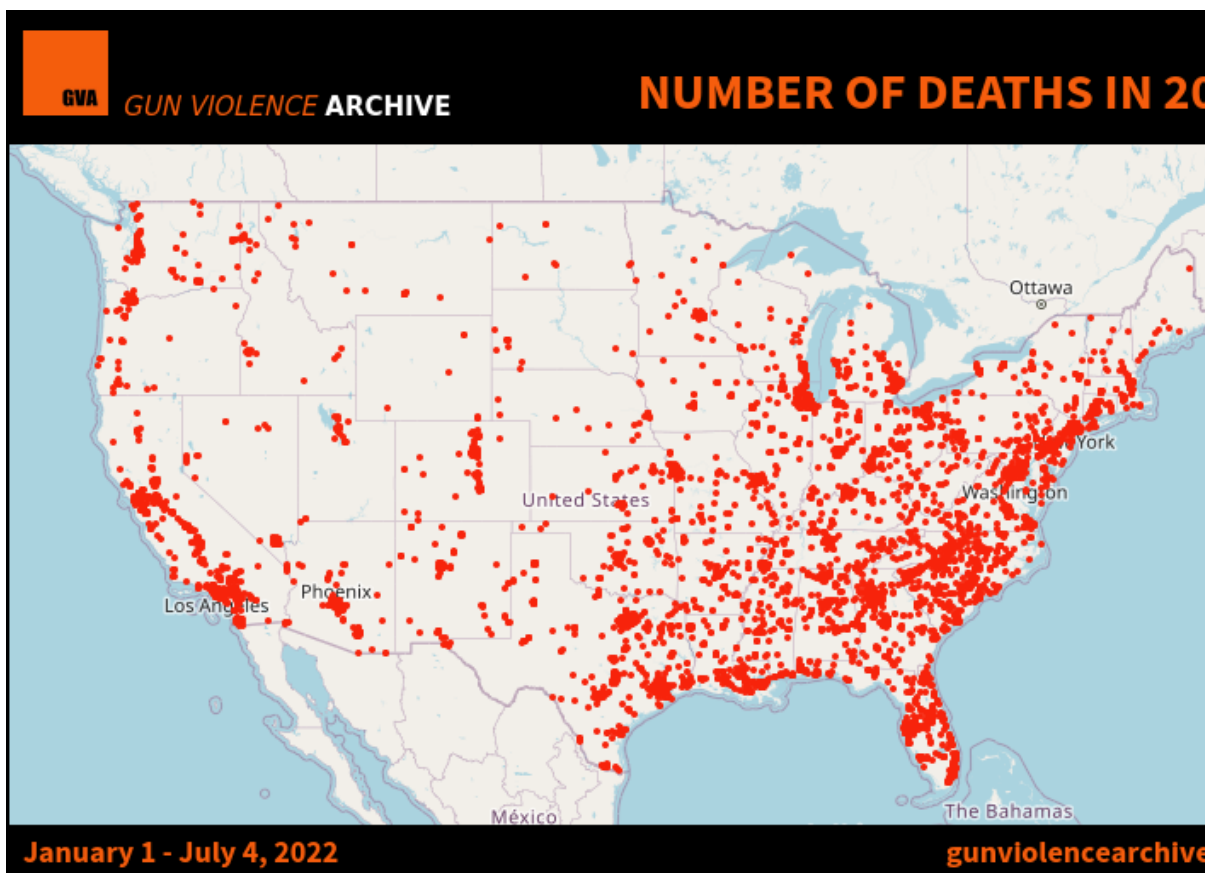 GVA
GUN VIOLENCE ARCHIVE
NUMBER OF DEATHS IN 20
Ottawa
York
Washington
United States
Phoenix
Los Angeles
The Bahamas
México
January 1 - July 4, 2022
gunviolencearchive